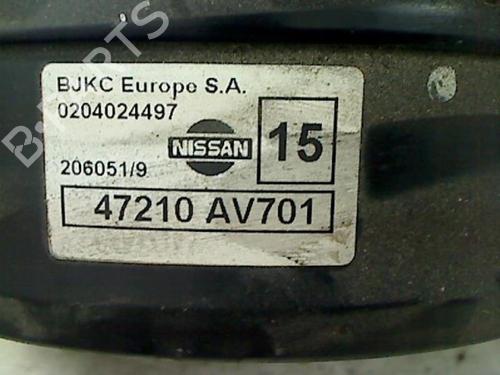 BJKC Europe S.A.
0204024497
NISSAN
15
206051/9
47210 AV701